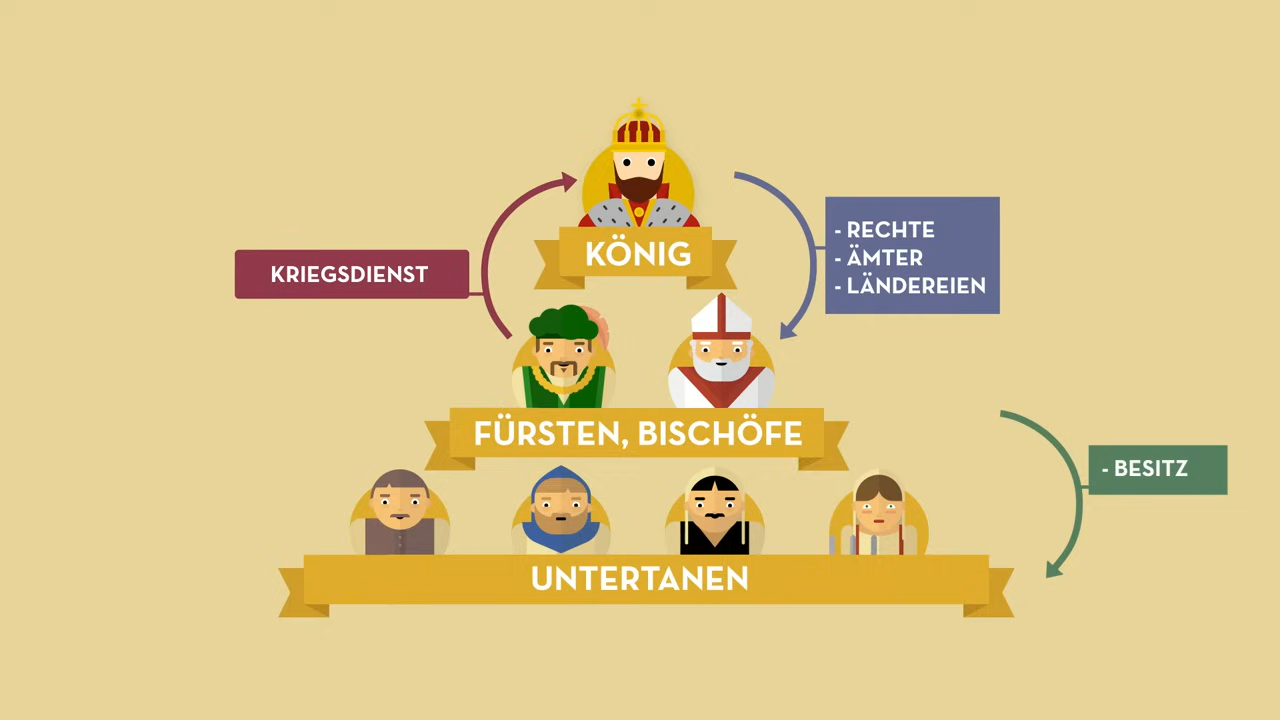 KÖNIG
KRIEGSDIENST
- RECHTE
- ÄMTER
- LÄNDEREIEN
FÜRSTEN, BISCHÖFE
- BESITZ
UNTERTANEN